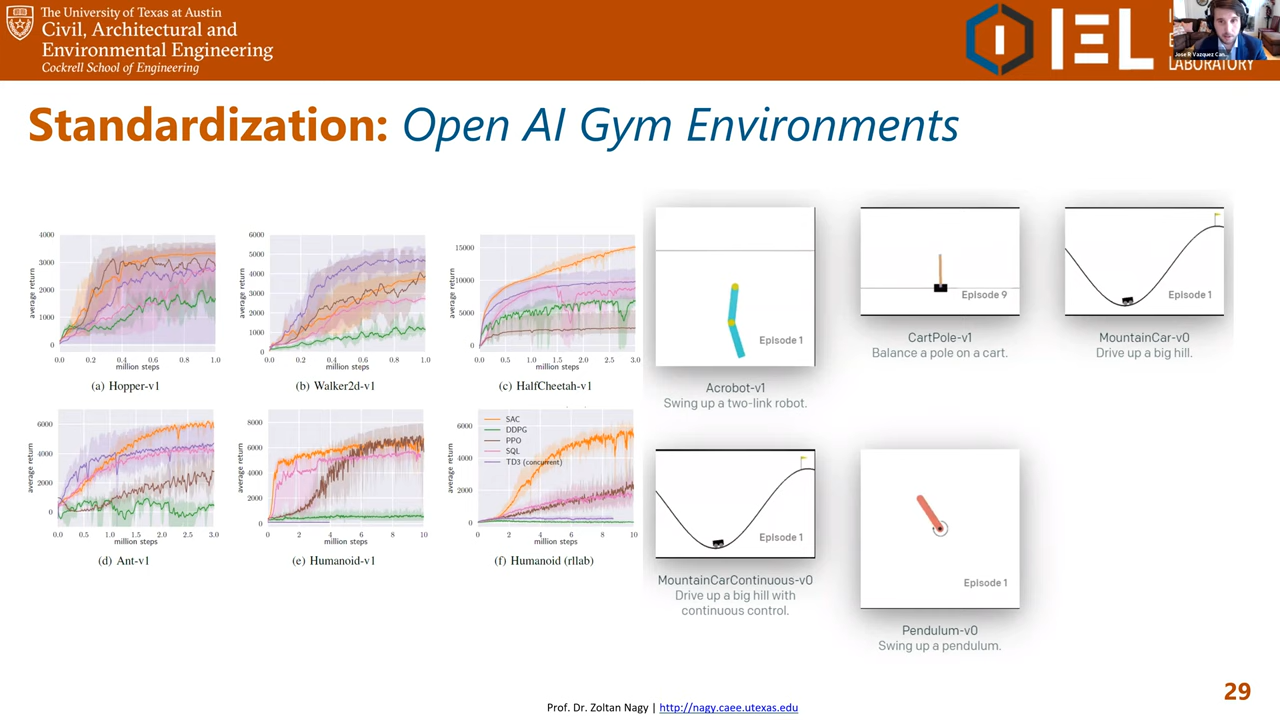 The University of Texas at Austin
Civil, Architectural and
Environmental Engineering
Cockrell School of Engineering
IEL
LABORATORY
Jose R Vazquez Can...
Standardization: Open AI Gym Environments
4000
3000
2000
1000
0
average return
0.0 0.2 0.4 0.6 0.8 1.0
million steps
(a) Hopper-v1
6000
5000
4000
3000
2000
1000
0
average return
0.0 0.2 0.4 0.6 0.8 1.0
million steps
(b) Walker2d-v1
15000
10000
5000
0
average return
0.0 0.5 1.0 1.5 2.0 2.5 3.0
million steps
(c) HalfCheetah-v1
6000
4000
2000
0
average return
0.0 0.5 1.0 1.5 2.0 2.5 3.0
million steps
(d) Ant-v1
8000
6000
4000
2000
0
average return
0 2 4 6 8 10
million steps
(e) Humanoid-v1
SAC
DDPG
PPO
SQL
TD3 (concurrent)
6000
4000
2000
0
average return
0 2 4 6 8 10
million steps
(f) Humanoid (rllab)
Episode 1
Acrobot-v1
Swing up a two-link robot.
Episode 9
CartPole-v1
Balance a pole on a cart.
Episode 1
MountainCar-v0
Drive up a big hill.
Episode 1
MountainCarContinuous-v0
Drive up a big hill with
continuous control.
Episode 1
Pendulum-v0
Swing up a pendulum.
29
Prof. Dr. Zoltan Nagy | http://nagy.caee.utexas.edu